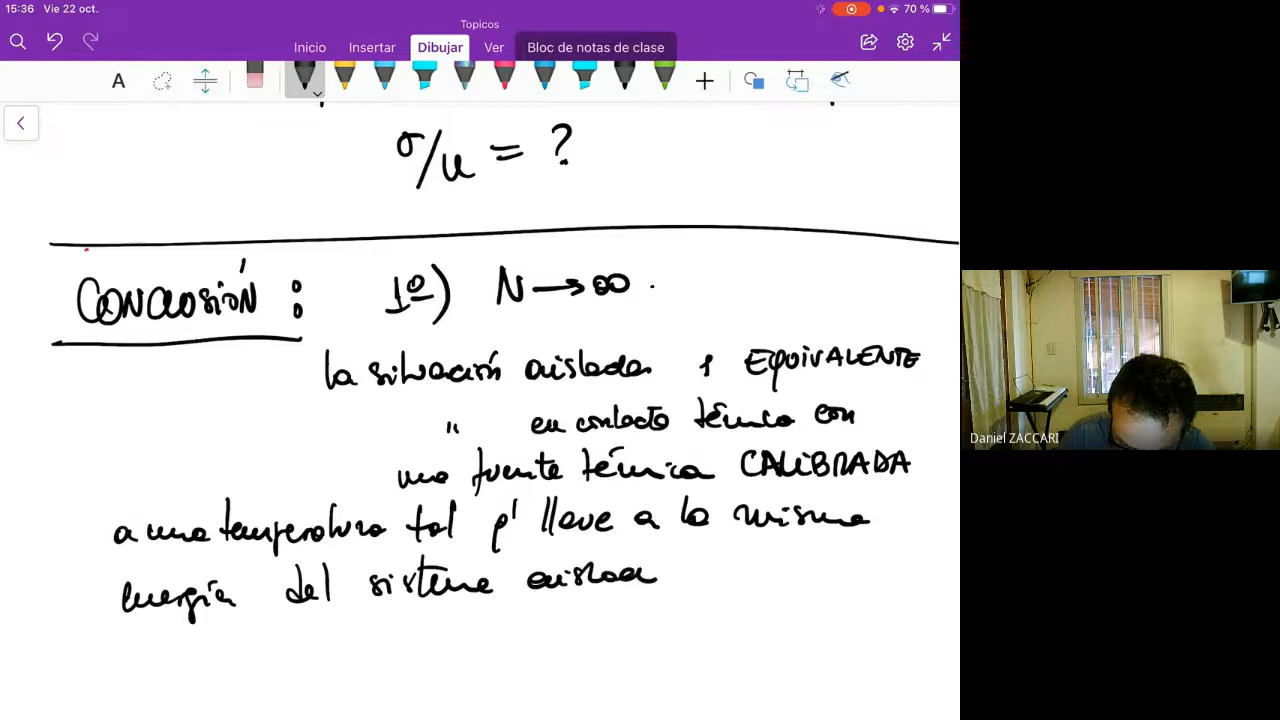 15:36 Vie 22 oct.
70 %
Topicos
Inicio Insertar Dibujar Ver Bloc de notas de clase
A
σ/u = ?
CONCLUSIÓN : 1º) N → ∞ .
la situación aislada s EQUIVALENTE
" en contacto térmico con
una fuente térmica CALIBRADA
a una temperatura tal q' lleve a la misma
energía del sistema
Daniel ZACCARI